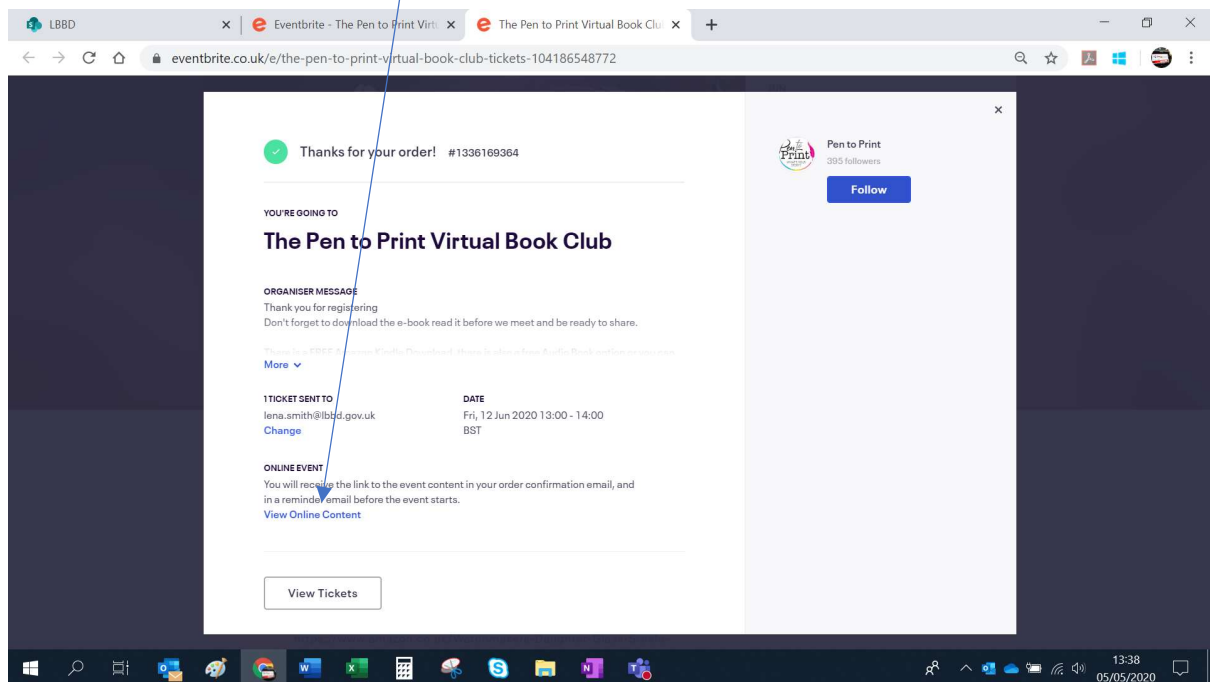 LBBD
Eventbrite - The Pen to Print Virt
The Pen to Print Virtual Book Clu
eventbrite.co.uk/e/the-pen-to-print-virtual-book-club-tickets-104186548772
Thanks for your order! #1336169364
Pen to Print
395 followers
Follow
YOU'RE GOING TO
The Pen to Print Virtual Book Club
ORGANISER MESSAGE
Thank you for registering
Don't forget to download the e-book read it before we meet and be ready to share.
More
1 TICKET SENT TO
lena.smith@lbbd.gov.uk
Change
DATE
Fri, 12 Jun 2020 13:00 - 14:00
BST
ONLINE EVENT
You will receive the link to the event content in your order confirmation email, and
in a reminder email before the event starts.
View Online Content
View Tickets
13:38
05/05/2020